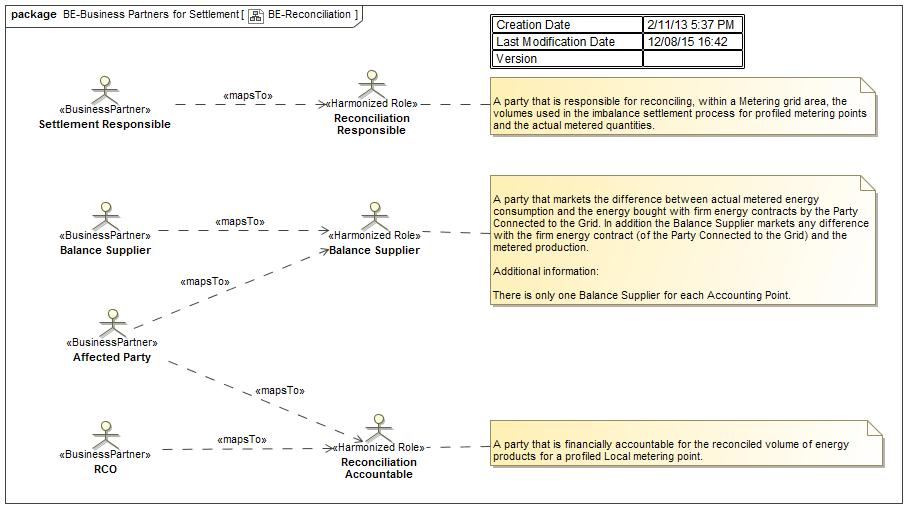 package BE-Business Partners for Settlement[ BE-Reconciliation ]
Creation Date 2/11/13 5:37 PM
Last Modification Date 12/08/15 16:42
Version
«BusinessPartner»
Settlement Responsible
«mapsTo»
«Harmonized Role»
Reconciliation
Responsible
A party that is responsible for reconciling, within a Metering grid area, the
volumes used in the imbalance settlement process for profiled metering points
and the actual metered quantities.
«BusinessPartner»
Balance Supplier
«mapsTo»
«Harmonized Role»
Balance Supplier
A party that markets the difference between actual metered energy
consumption and the energy bought with firm energy contracts by the Party
Connected to the Grid. In addition the Balance Supplier markets any difference
with the firm energy contract (of the Party Connected to the Grid) and the
metered production.
Additional information:
There is only one Balance Supplier for each Accounting Point.
«mapsTo»
«BusinessPartner»
Affected Party
«mapsTo»
«BusinessPartner»
RCO
«mapsTo»
«Harmonized Role»
Reconciliation
Accountable
A party that is financially accountable for the reconciled volume of energy
products for a profiled Local metering point.